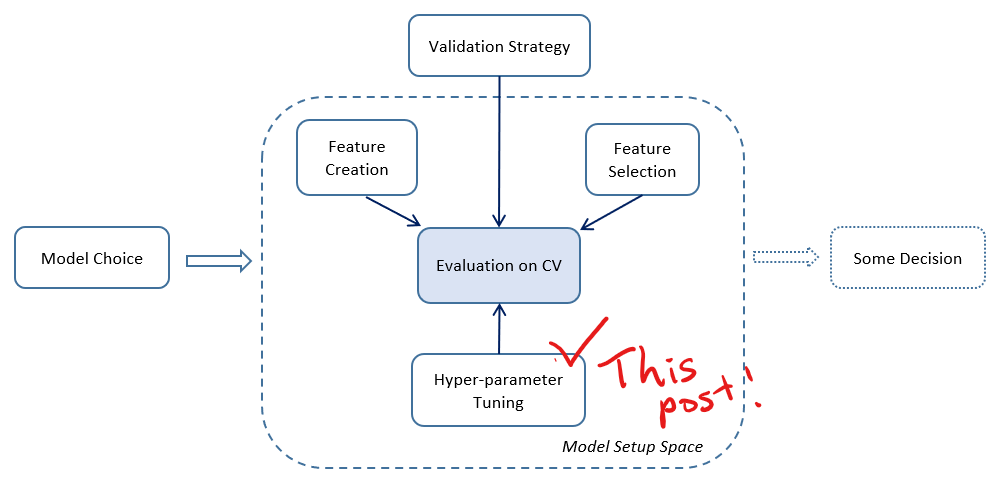 Validation Strategy
Feature
Creation
Feature
Selection
Model Choice
Evaluation on CV
Some Decision
Hyper-parameter
Tuning
This
post!
Model Setup Space